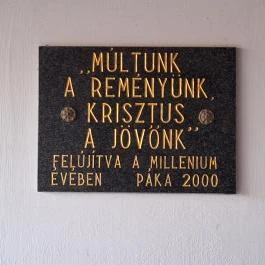 „MÚLTUNK
A REMÉNYÜNK,
KRISZTUS
A JÖVŐNK"
FELÚJÍTVA A MILLENIUM
ÉVÉBEN PÁKA 2000